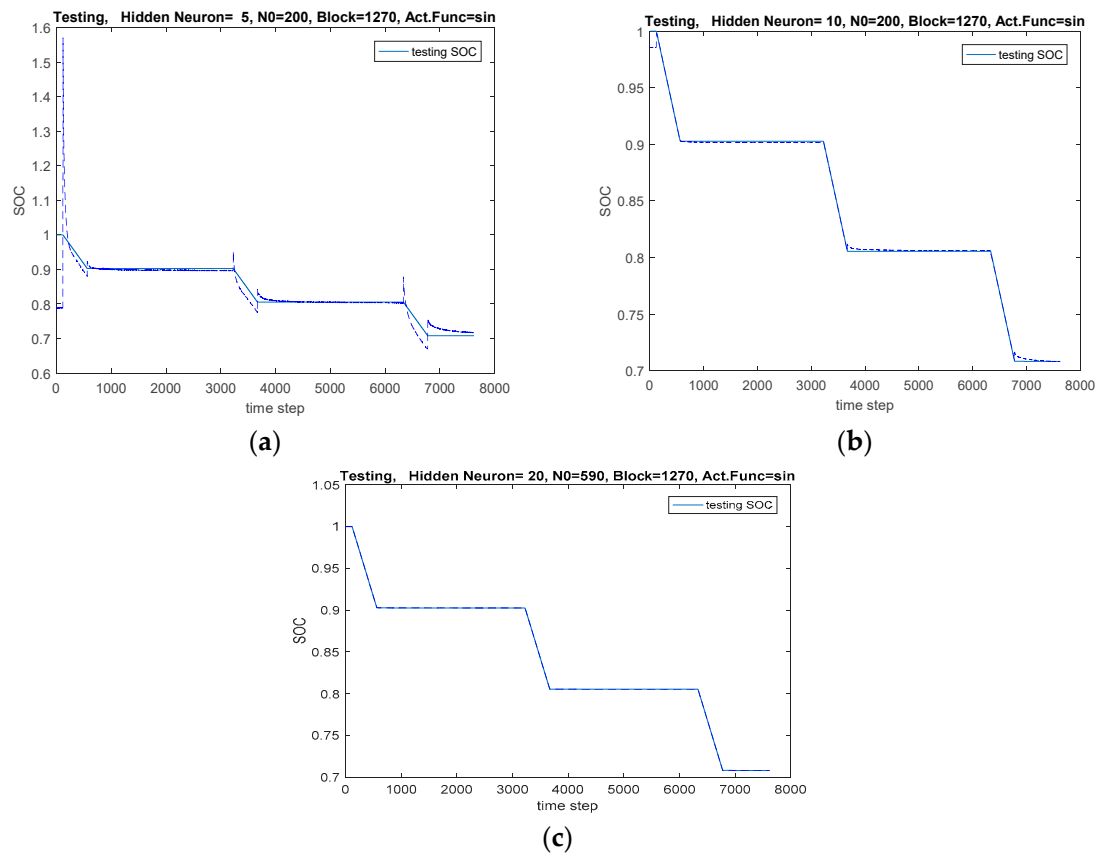 Testing, Hidden Neuron= 5, N0=200, Block=1270, Act.Func=sin
1.6
1.5
1.4
1.3
1.2
1.1
1
0.9
0.8
0.7
0.6
SOC
testing SOC
0 1000 2000 3000 4000 5000 6000 7000 8000
time step
(a)
Testing, Hidden Neuron= 10, N0=200, Block=1270, Act.Func=sin
1
0.95
0.9
0.85
0.8
0.75
0.7
SOC
testing SOC
0 1000 2000 3000 4000 5000 6000 7000 8000
time step
(b)
Testing, Hidden Neuron= 20, N0=590, Block=1270, Act.Func=sin
1.05
1
0.95
0.9
0.85
0.8
0.75
0.7
SOC
testing SOC
0 1000 2000 3000 4000 5000 6000 7000 8000
time step
(c)